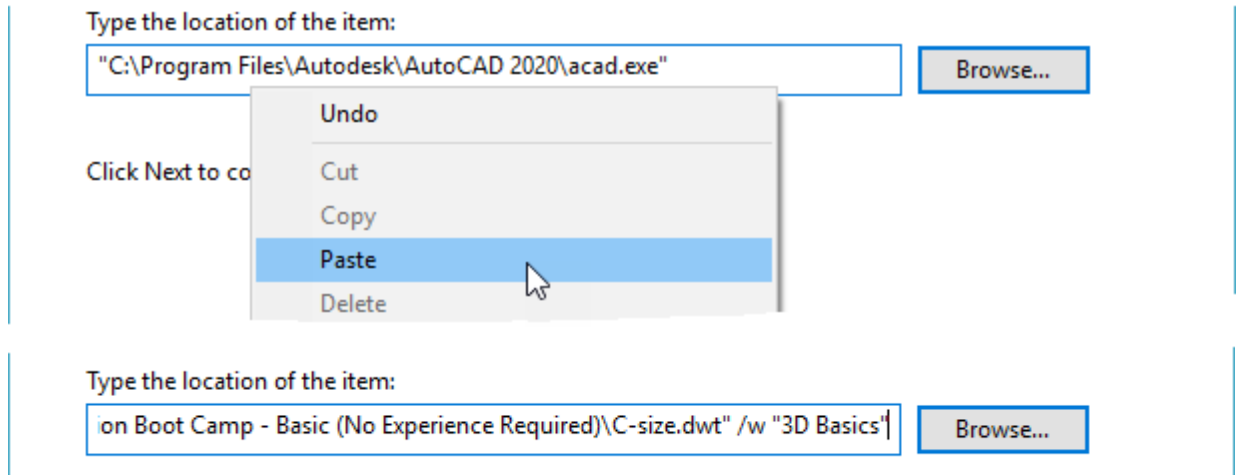 Type the location of the item:
"C:\Program Files\Autodesk\AutoCAD 2020\acad.exe"
Browse...
Undo
Click Next to co
Cut
Copy
Paste
Delete
Type the location of the item:
ion Boot Camp - Basic (No Experience Required)\C-size.dwt" /w "3D Basics"
Browse...